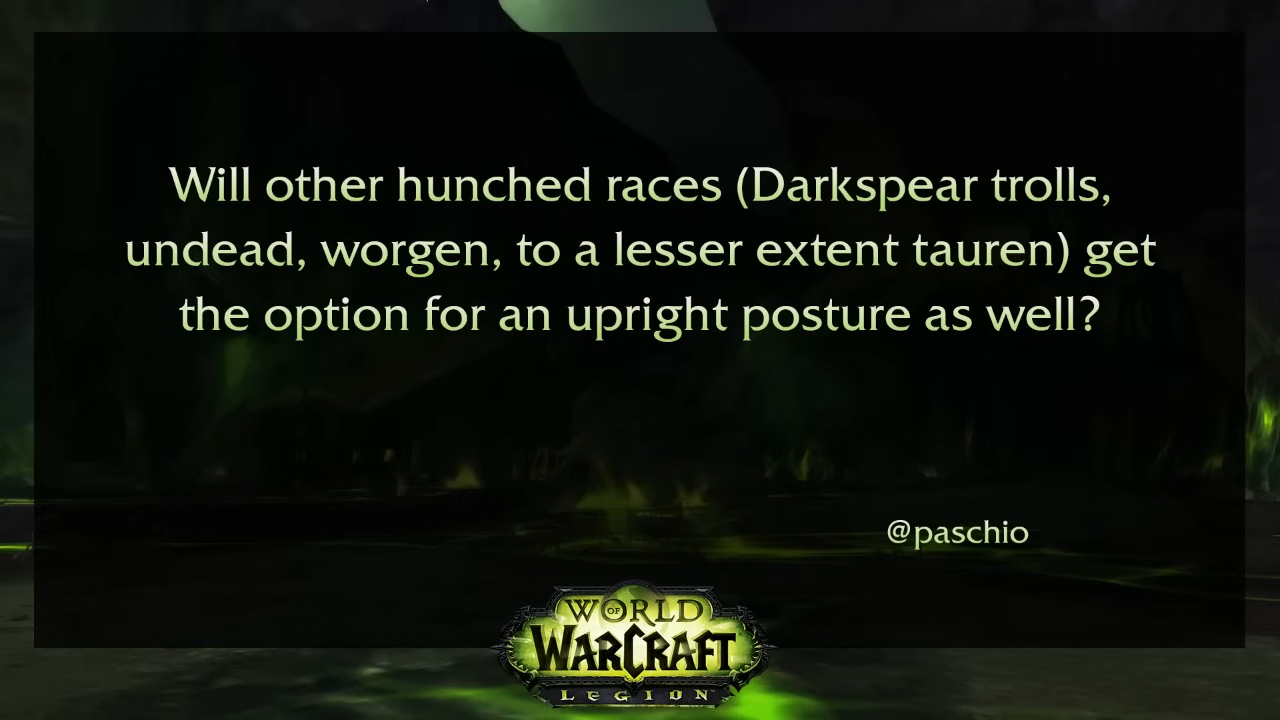 Will other hunched races (Darkspear trolls,
undead, worgen, to a lesser extent tauren) get
the option for an upright posture as well?
@paschio
WORLD OF
WARCRAFT
LEGION